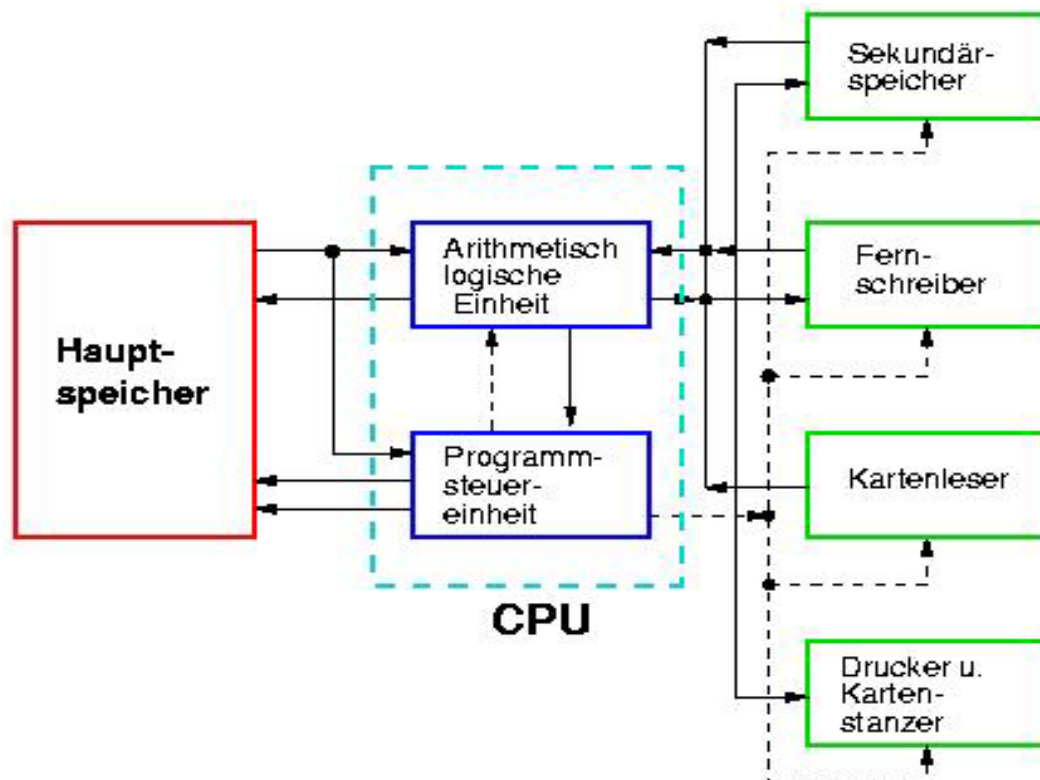 Haupt-
speicher
Arithmetisch
logische
Einheit
Programm-
steuer-
einheit
CPU
Sekundär-
speicher
Fern-
schreiber
Kartenleser
Drucker u.
Karten-
stanzer